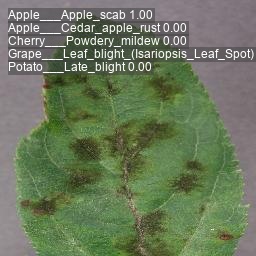 Apple___Apple_scab 1.00
Apple___Cedar_apple_rust 0.00
Cherry___Powdery_mildew 0.00
Grape___Leaf_blight_(Isariopsis_Leaf_Spot)
Potato___Late_blight 0.00